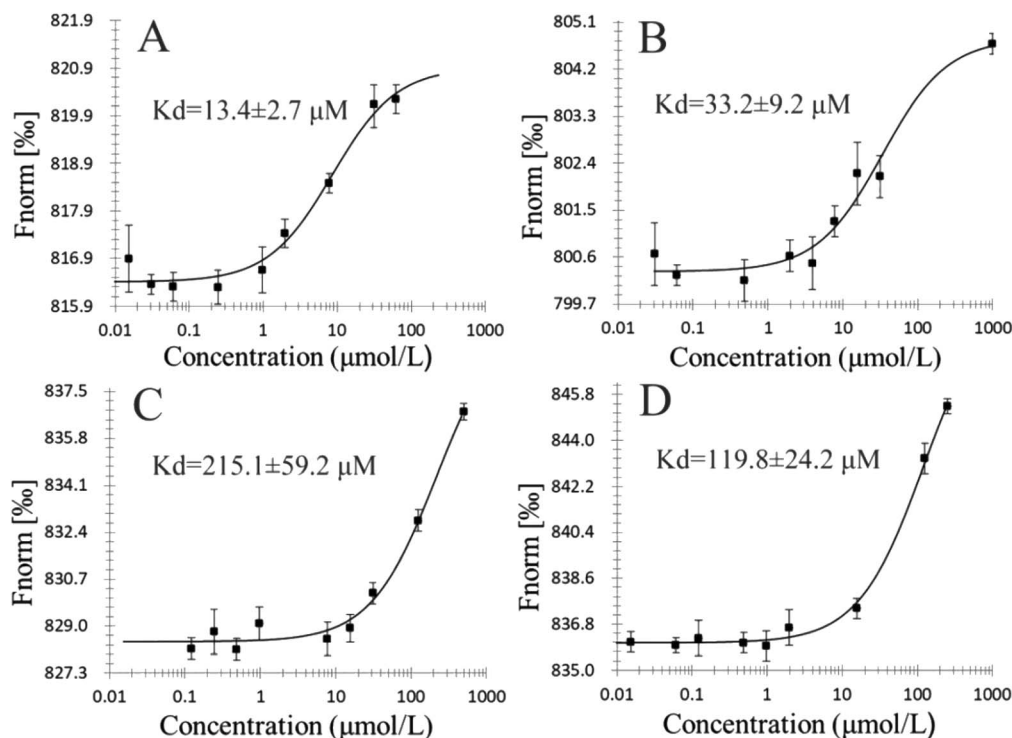 A
Kd=13.4±2.7 μM
Fnorm [‰]
821.9
820.9
819.9
818.9
817.9
816.9
815.9
0.01 0.1 1 10 100 1000
Concentration (μmol/L)
B
Kd=33.2±9.2 μM
Fnorm [‰]
805.1
804.2
803.3
802.4
801.5
800.6
799.7
0.01 0.1 1 10 100 1000
Concentration (μmol/L)
C
Kd=215.1±59.2 μM
Fnorm [‰]
837.5
835.8
834.1
832.4
830.7
829.0
827.3
0.01 0.1 1 10 100 1000
Concentration (μmol/L)
D
Kd=119.8±24.2 μM
Fnorm [‰]
845.8
844.0
842.2
840.4
838.6
836.8
835.0
0.01 0.1 1 10 100 1000
Concentration (μmol/L)